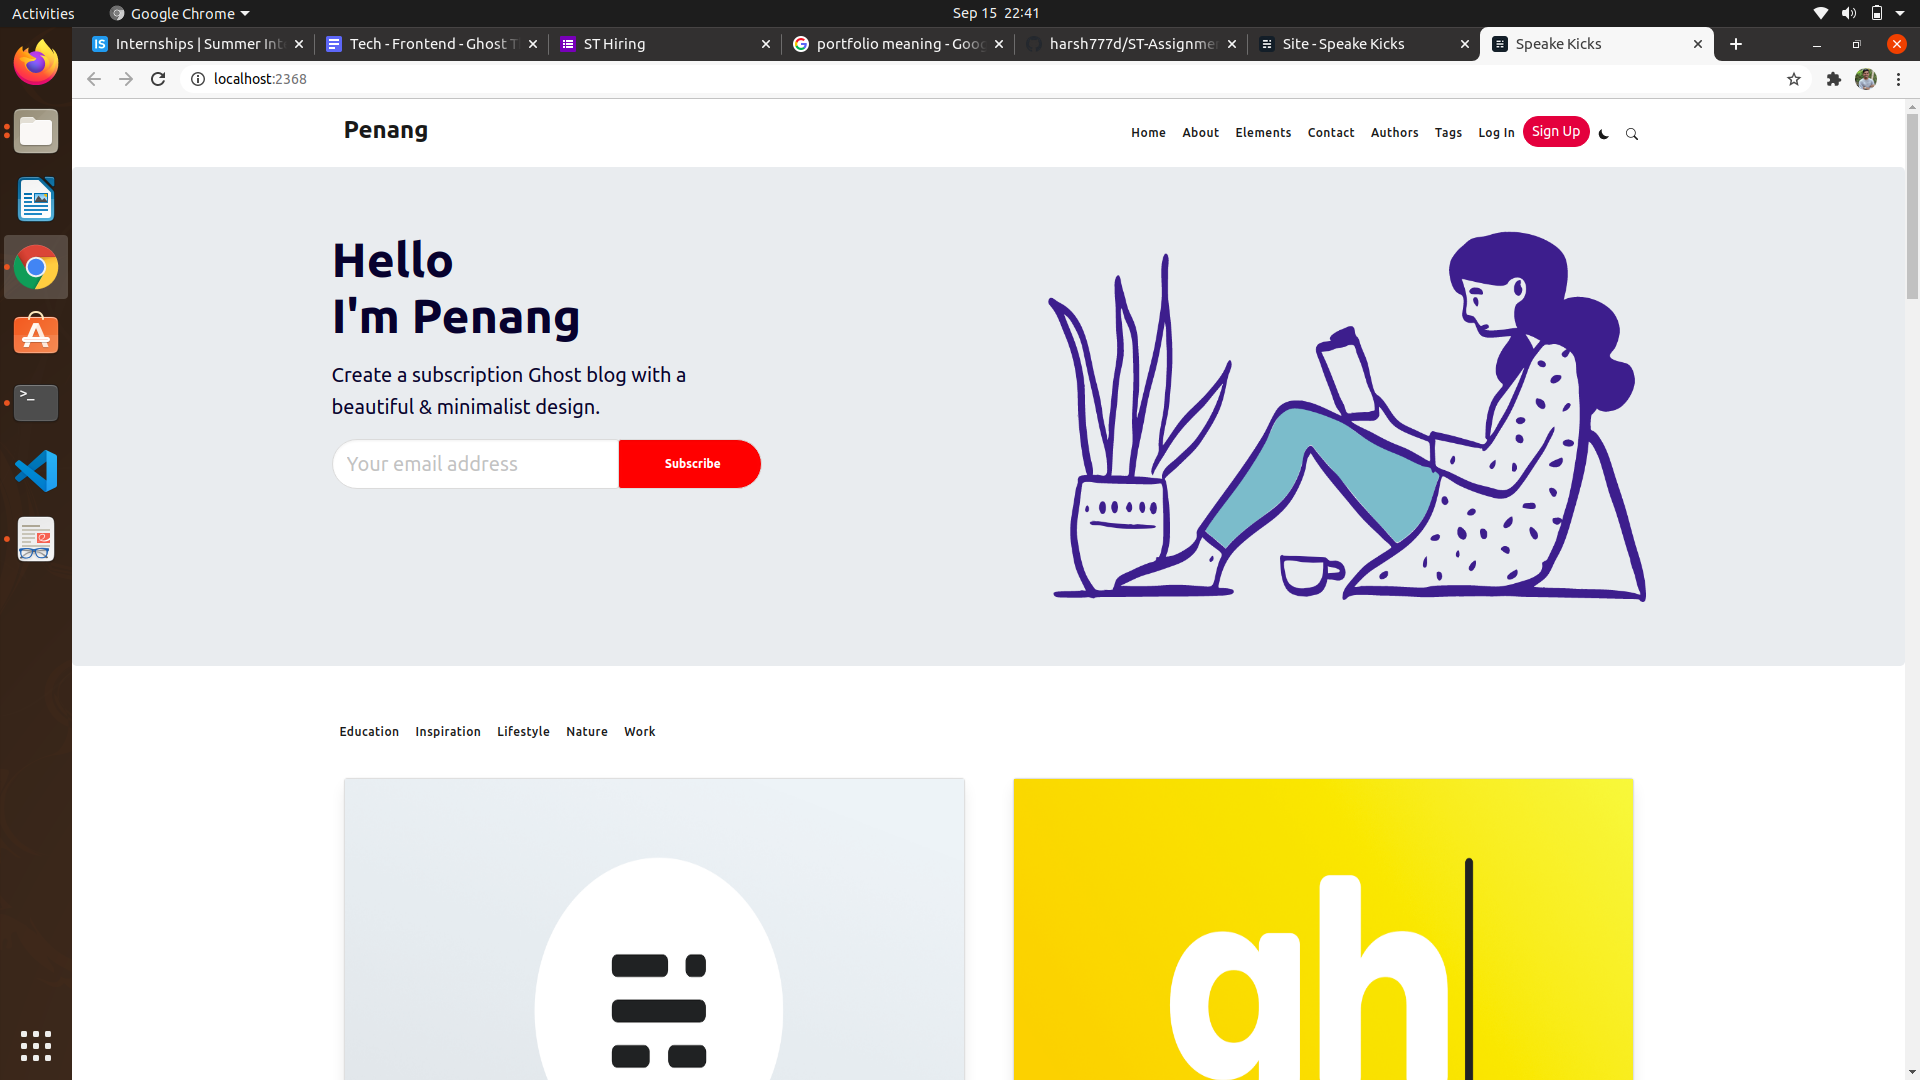 Activities
Google Chrome
Sep 15 22:41
Internships | Summer Int
Tech - Frontend - Ghost T
ST Hiring
portfolio meaning - Goog
harsh777d/ST-Assignmen
Site - Speake Kicks
Speake Kicks
localhost:2368
Penang
Home
About
Elements
Contact
Authors
Tags
Log In
Sign Up
Hello
I'm Penang
Create a subscription Ghost blog with a
beautiful & minimalist design.
Your email address
Subscribe
Education
Inspiration
Lifestyle
Nature
Work
gh